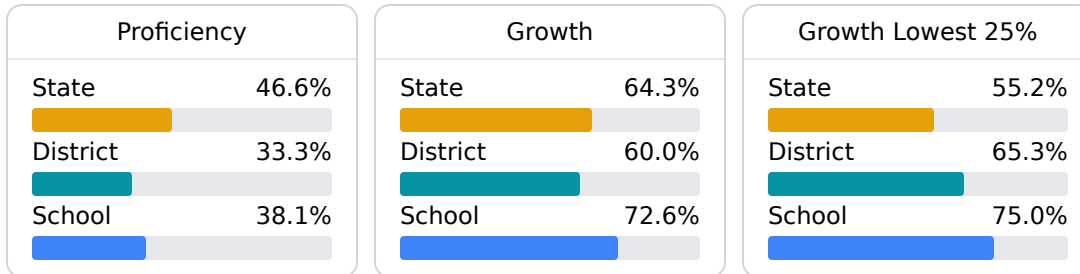 Proficiency
State 46.6%
District 33.3%
School 38.1%
Growth
State 64.3%
District 60.0%
School 72.6%
Growth Lowest 25%
State 55.2%
District 65.3%
School 75.0%